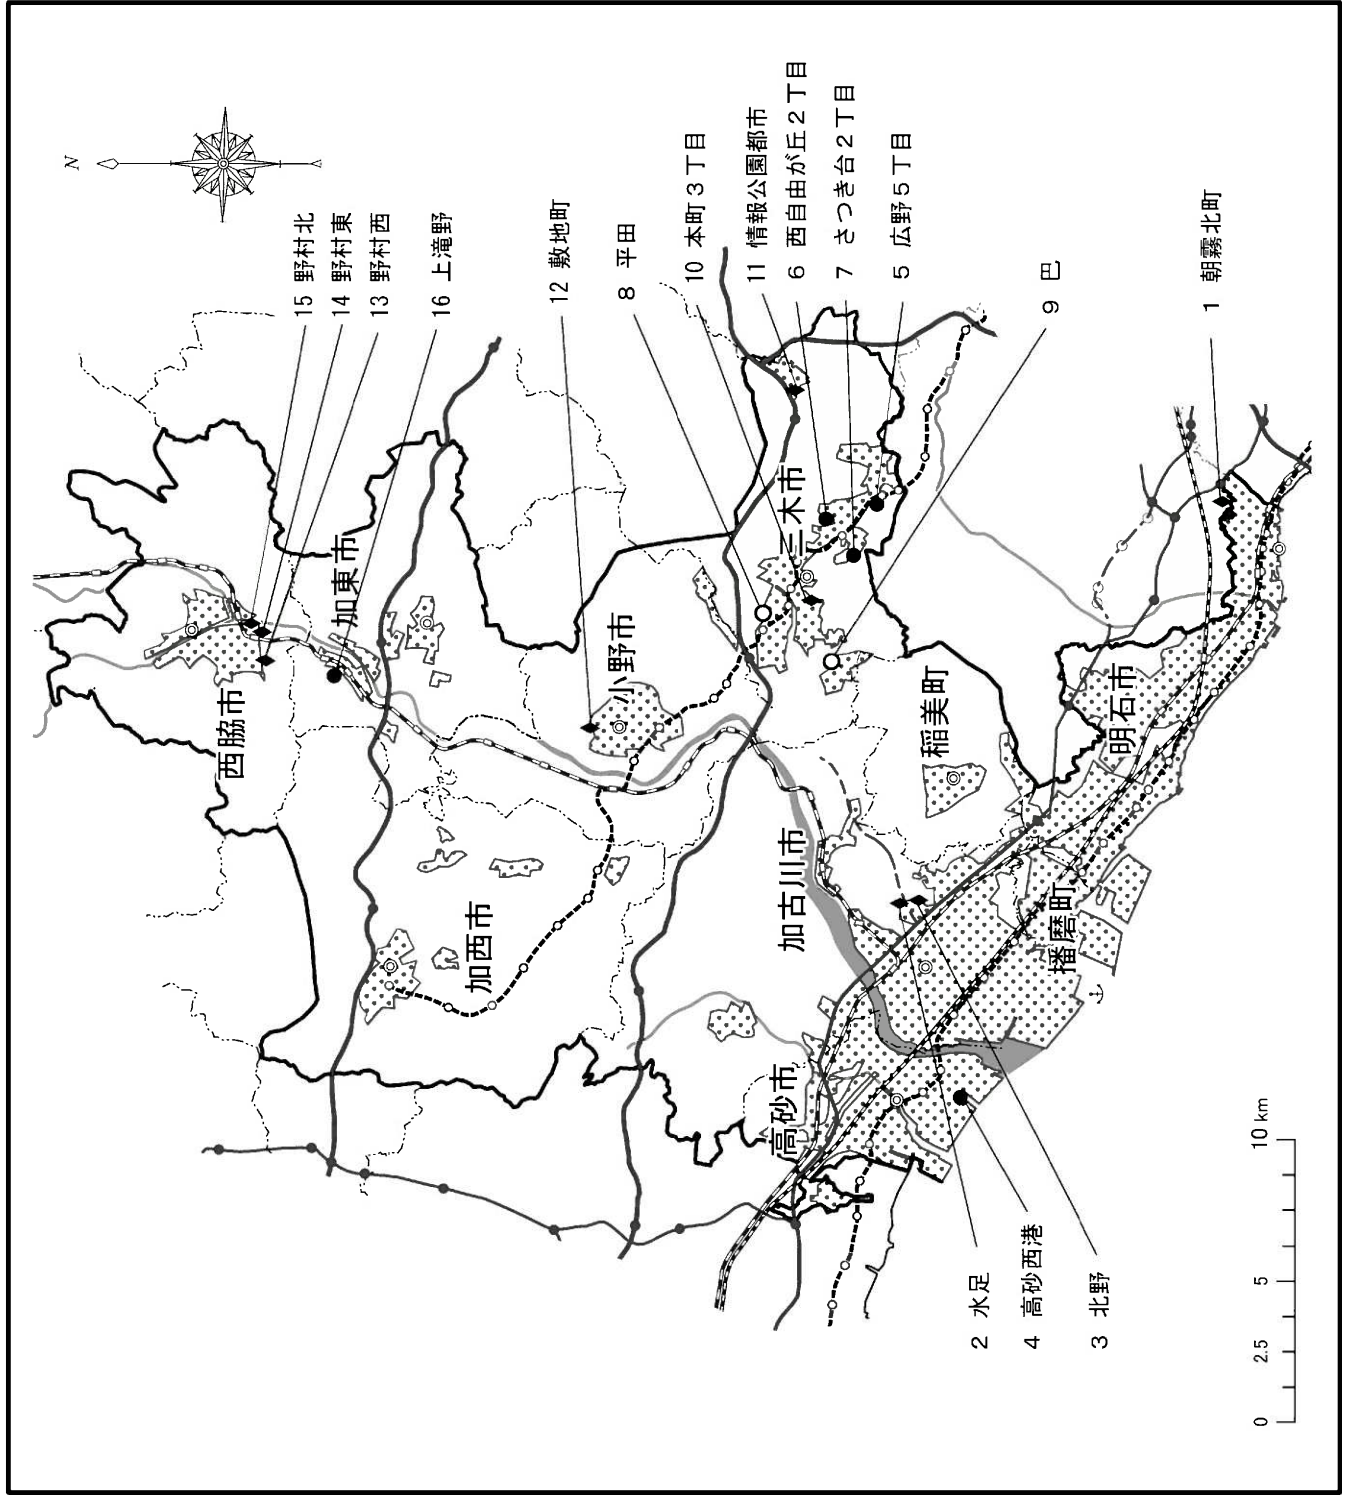 N
15 野村北
14 野村東
13 野村西
16 上滝野
12 敷地町
8 平田
10 本町3丁目
11 情報公園都市
6 西自由が丘2丁目
7 さつき台2丁目
5 広野5丁目
9 巴
1 朝霧北町
西脇市
加東市
加西市
小野市
三木市
加古川市
稲美町
高砂市
播磨町
明石市
2 水足
4 高砂西港
3 北野
0 2.5 5 10 km